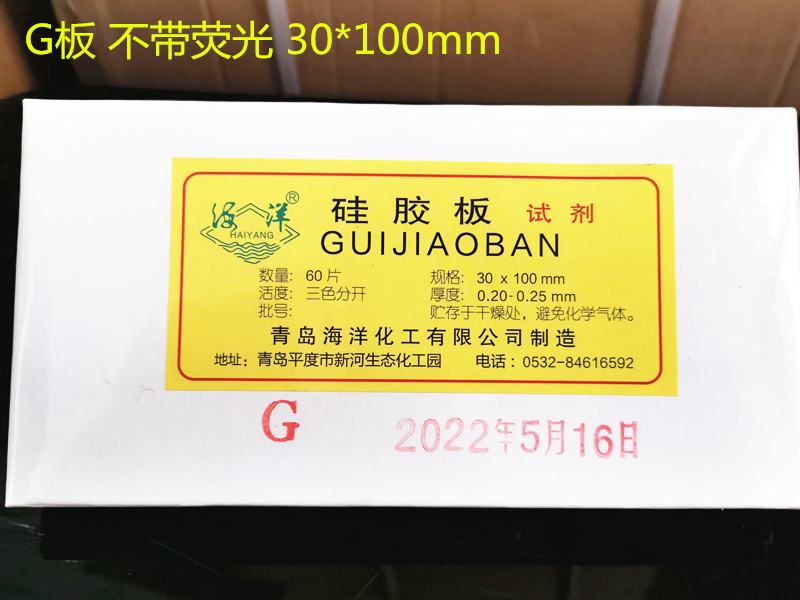 G板 不带荧光 30*100mm
海洋®
HAIYANG
硅胶板 试剂
GUIJIAOBAN
数量: 60片 规格: 30 x 100 mm
活度: 三色分开 厚度: 0.20-0.25 mm
批号: 贮存于干燥处，避免化学气体。
青岛海洋化工有限公司制造
地址: 青岛平度市新河生态化工园 电话: 0532-84616592
G 2022年5月16日